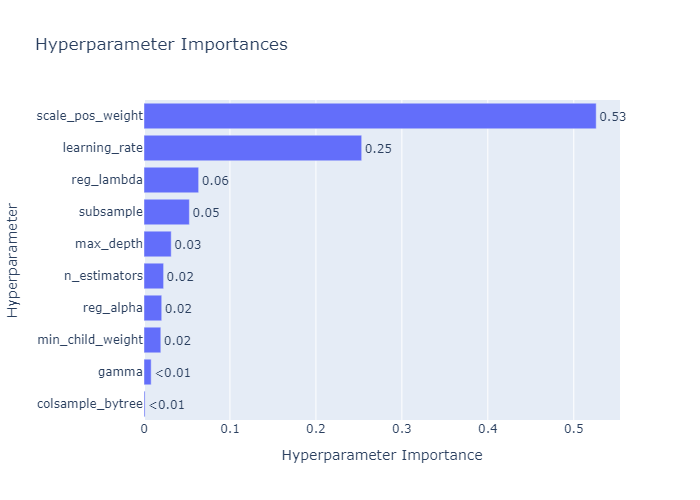 Hyperparameter Importances
Hyperparameter
scale_pos_weight 0.53
learning_rate 0.25
reg_lambda 0.06
subsample 0.05
max_depth 0.03
n_estimators 0.02
reg_alpha 0.02
min_child_weight 0.02
gamma <0.01
colsample_bytree <0.01
0 0.1 0.2 0.3 0.4 0.5
Hyperparameter Importance